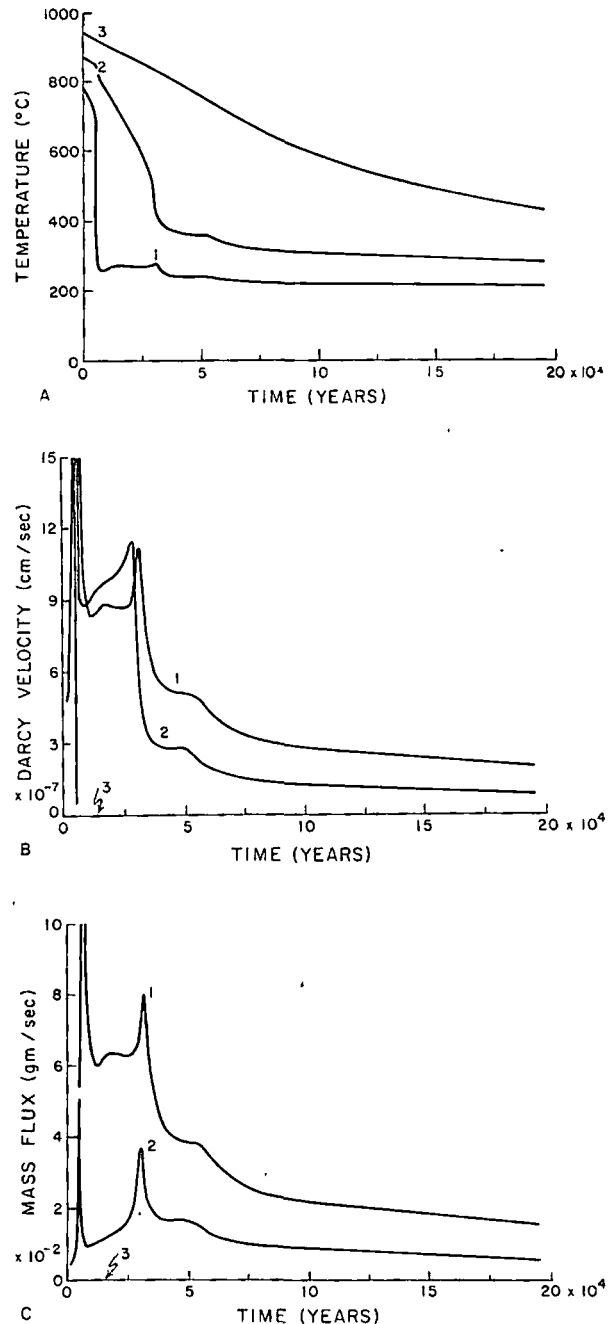 1000
800
600
400
200
0
TEMPERATURE (°C)
3
2
1
0 5 10 15 20 x 10⁴
TIME (YEARS)
A
15
12
9
6
3
x 10⁻⁷
0
DARCY VELOCITY (cm/sec)
1
2
3
0 5 10 15 20 x 10⁴
TIME (YEARS)
B
10
8
6
4
2
x 10⁻²
0
MASS FLUX (gm/sec)
1
2
3
0 5 10 15 20 x 10⁴
TIME (YEARS)
C